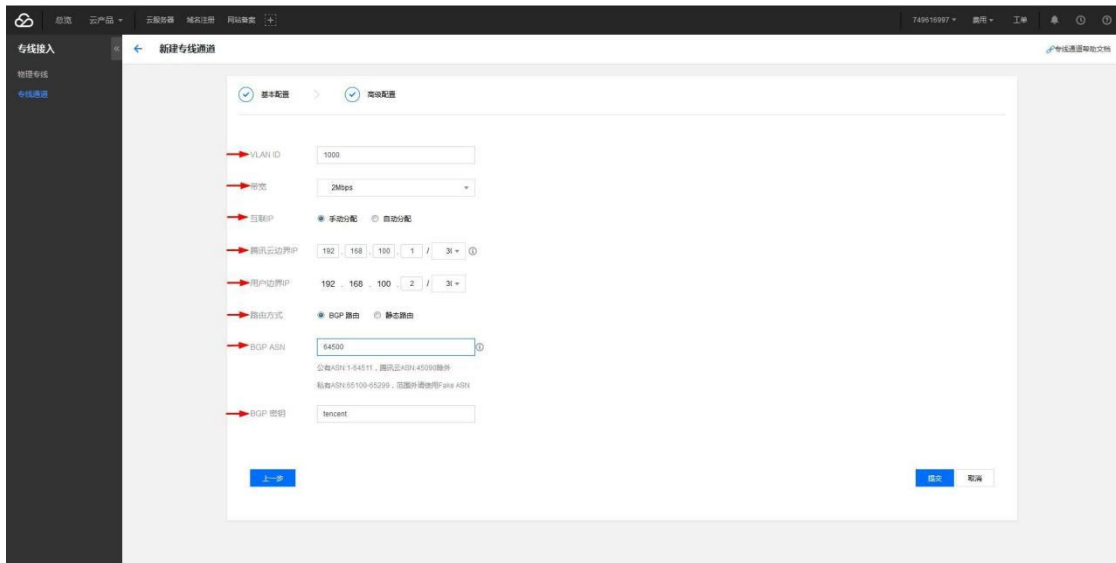 总览 云产品 云服务器 域名注册 网站备案 749616997 费用 工单
专线接入 « ← 新建专线通道 专线通道帮助文档
物理专线
专线通道
基本配置 > 高级配置
VLAN ID 1000
带宽 2Mbps
互联IP 手动分配 自动分配
腾讯云边界IP 192 . 168 . 100 . 1 /
用户边界IP 192 . 168 . 100 . 2 /
路由方式 BGP 路由 静态路由
BGP ASN 64500
公有ASN:1-64511，腾讯云ASN:45090除外
私有ASN:65100-65299，范围外请使用Fake ASN
BGP 密钥 tencent
上一步 提交 取消